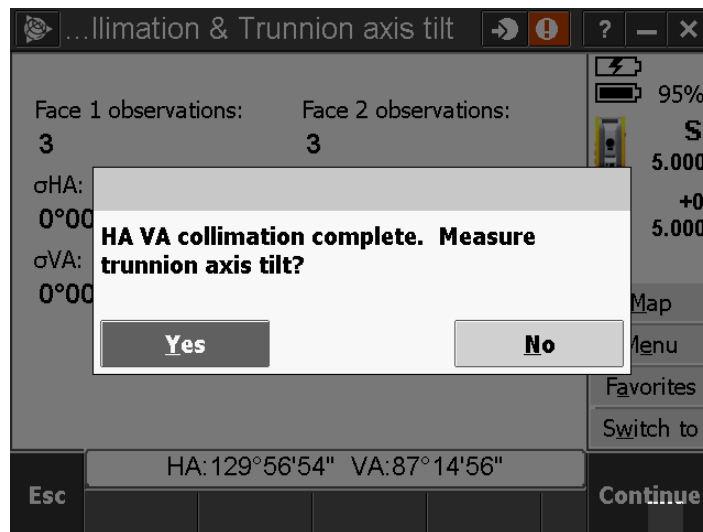 ...llimation & Trunnion axis tilt
? — ×
95%
Face 1 observations: Face 2 observations:
3 3
S
5.000
σHA:
+0
0°00
5.000
HA VA collimation complete. Measure
trunnion axis tilt?
σVA:
0°00
Map
Yes No
Menu
Favorites
Switch to
HA:129°56'54" VA:87°14'56"
Esc Continue